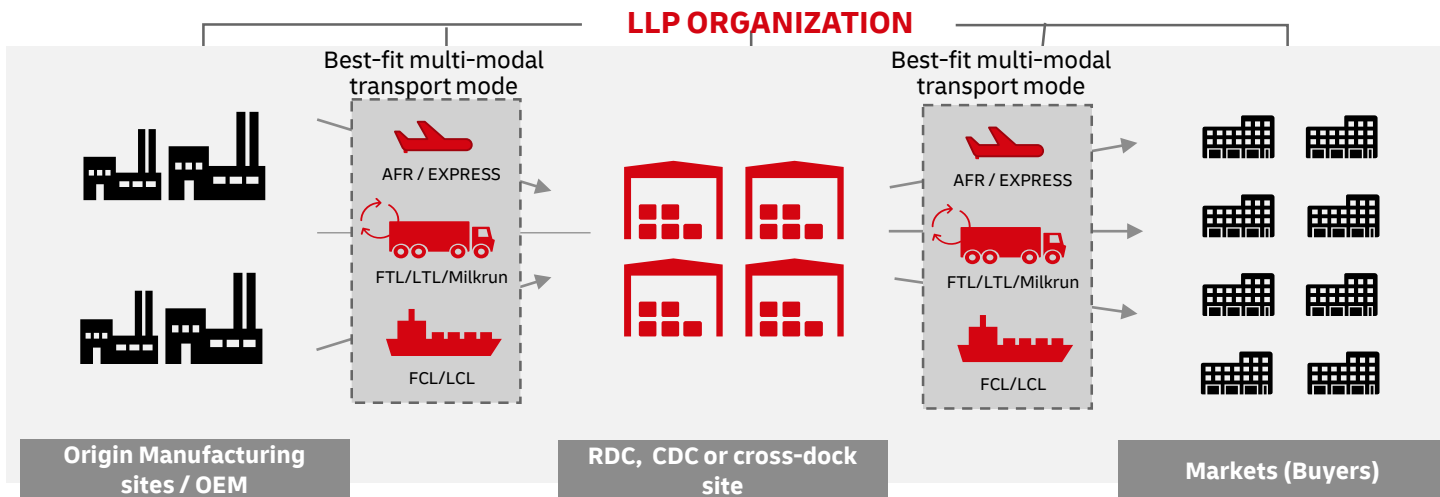 LLP ORGANIZATION
Best-fit multi-modal
transport mode
AFR / EXPRESS
FTL/LTL/Milkrun
FCL/LCL
Best-fit multi-modal
transport mode
AFR / EXPRESS
FTL/LTL/Milkrun
FCL/LCL
Origin Manufacturing
sites / OEM
RDC, CDC or cross-dock
site
Markets (Buyers)